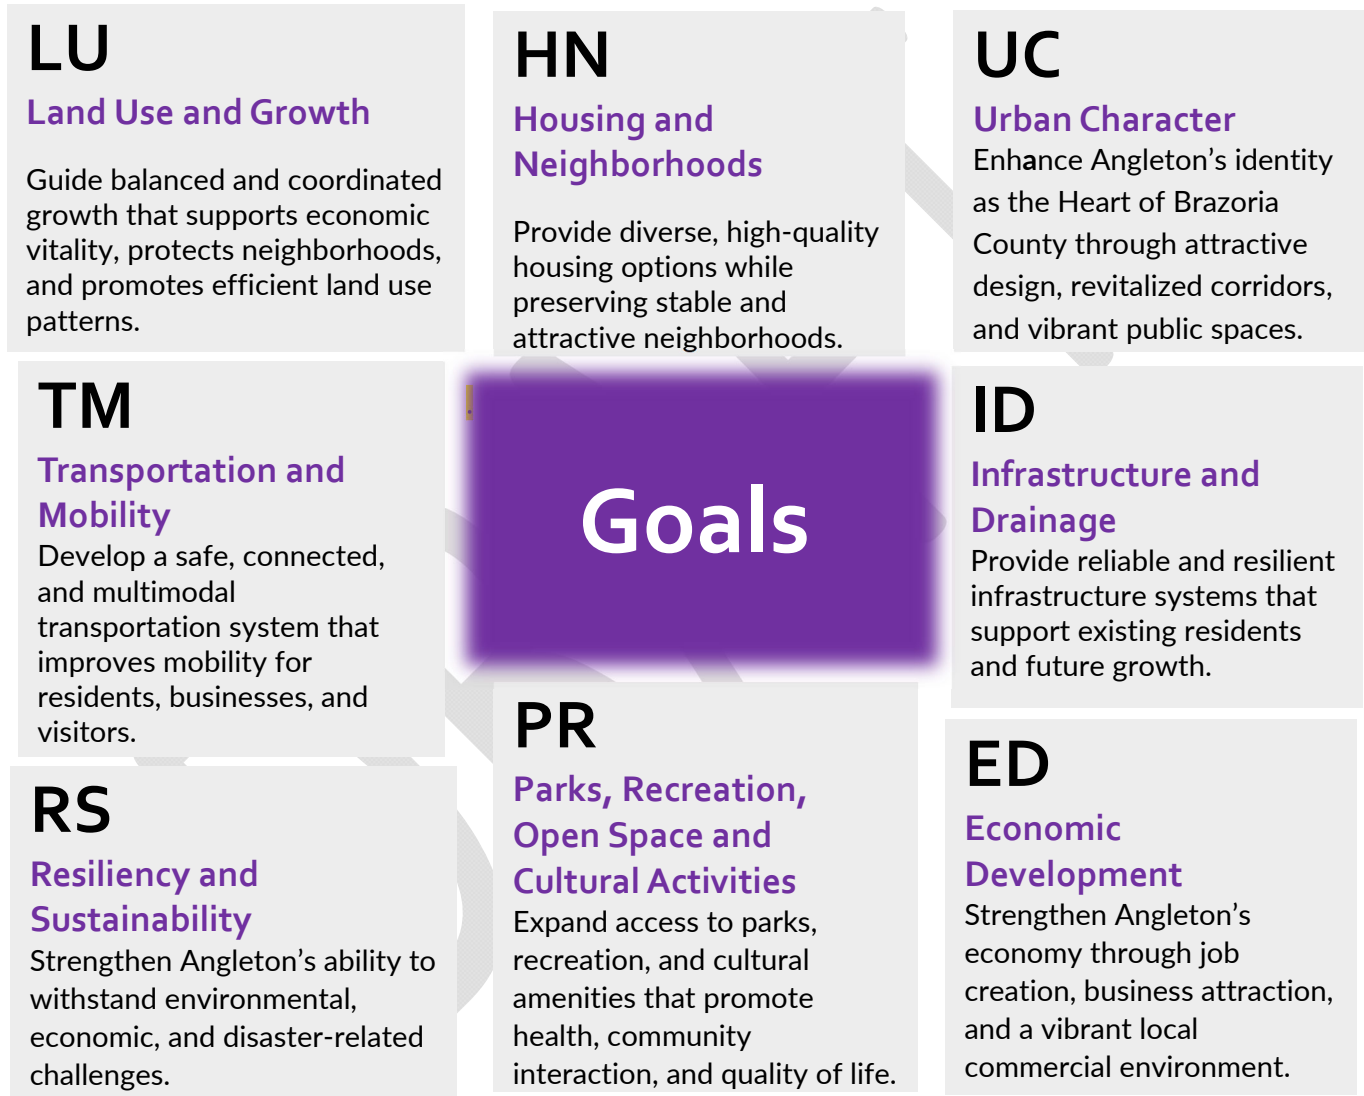 LU
Land Use and Growth
Guide balanced and coordinated
growth that supports economic
vitality, protects neighborhoods,
and promotes efficient land use
patterns.
HN
Housing and
Neighborhoods
Provide diverse, high-quality
housing options while
preserving stable and
attractive neighborhoods.
UC
Urban Character
Enhance Angleton’s identity
as the Heart of Brazoria
County through attractive
design, revitalized corridors,
and vibrant public spaces.
TM
Transportation and
Mobility
Develop a safe, connected,
and multimodal
transportation system that
improves mobility for
residents, businesses, and
visitors.
Goals
ID
Infrastructure and
Drainage
Provide reliable and resilient
infrastructure systems that
support existing residents
and future growth.
RS
Resiliency and
Sustainability
Strengthen Angleton’s ability to
withstand environmental,
economic, and disaster-related
challenges.
PR
Parks, Recreation,
Open Space and
Cultural Activities
Expand access to parks,
recreation, and cultural
amenities that promote
health, community
interaction, and quality of life.
ED
Economic
Development
Strengthen Angleton’s
economy through job
creation, business attraction,
and a vibrant local
commercial environment.